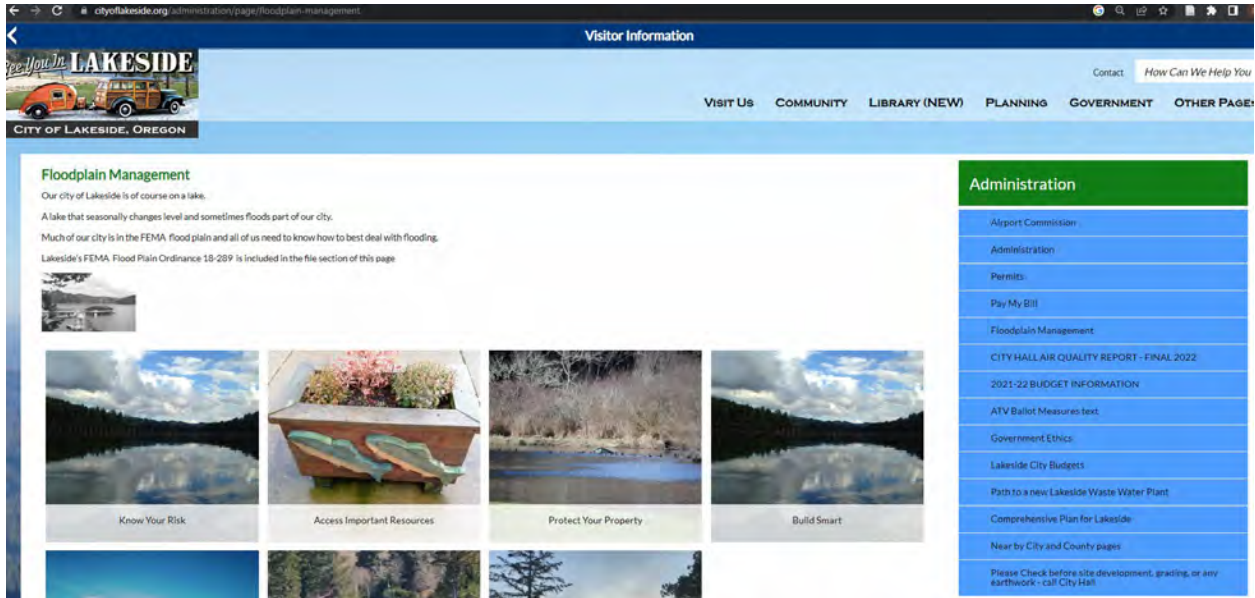 cityoflakeside.org/administration/page/floodplain-management
Visitor Information
See You In LAKESIDE
CITY OF LAKESIDE, OREGON
Contact
How Can We Help You
VISIT US
COMMUNITY
LIBRARY (NEW)
PLANNING
GOVERNMENT
OTHER PAGES
Floodplain Management
Our city of Lakeside is of course on a lake.
A lake that seasonally changes level and sometimes floods part of our city.
Much of our city is in the FEMA flood plain and all of us need to know how to best deal with flooding.
Lakeside's FEMA Flood Plain Ordinance 18-289 is included in the file section of this page
Know Your Risk
Access Important Resources
Protect Your Property
Build Smart
Administration
Airport Commission
Administration
Permits
Pay My Bill
Floodplain Management
CITY HALL AIR QUALITY REPORT - FINAL 2022
2021-22 BUDGET INFORMATION
ATV Ballot Measures text
Government Ethics
Lakeside City Budgets
Path to a new Lakeside Waste Water Plant
Comprehensive Plan for Lakeside
Near by City and County pages
Please Check before site development, grading, or any
earthwork - call City Hall